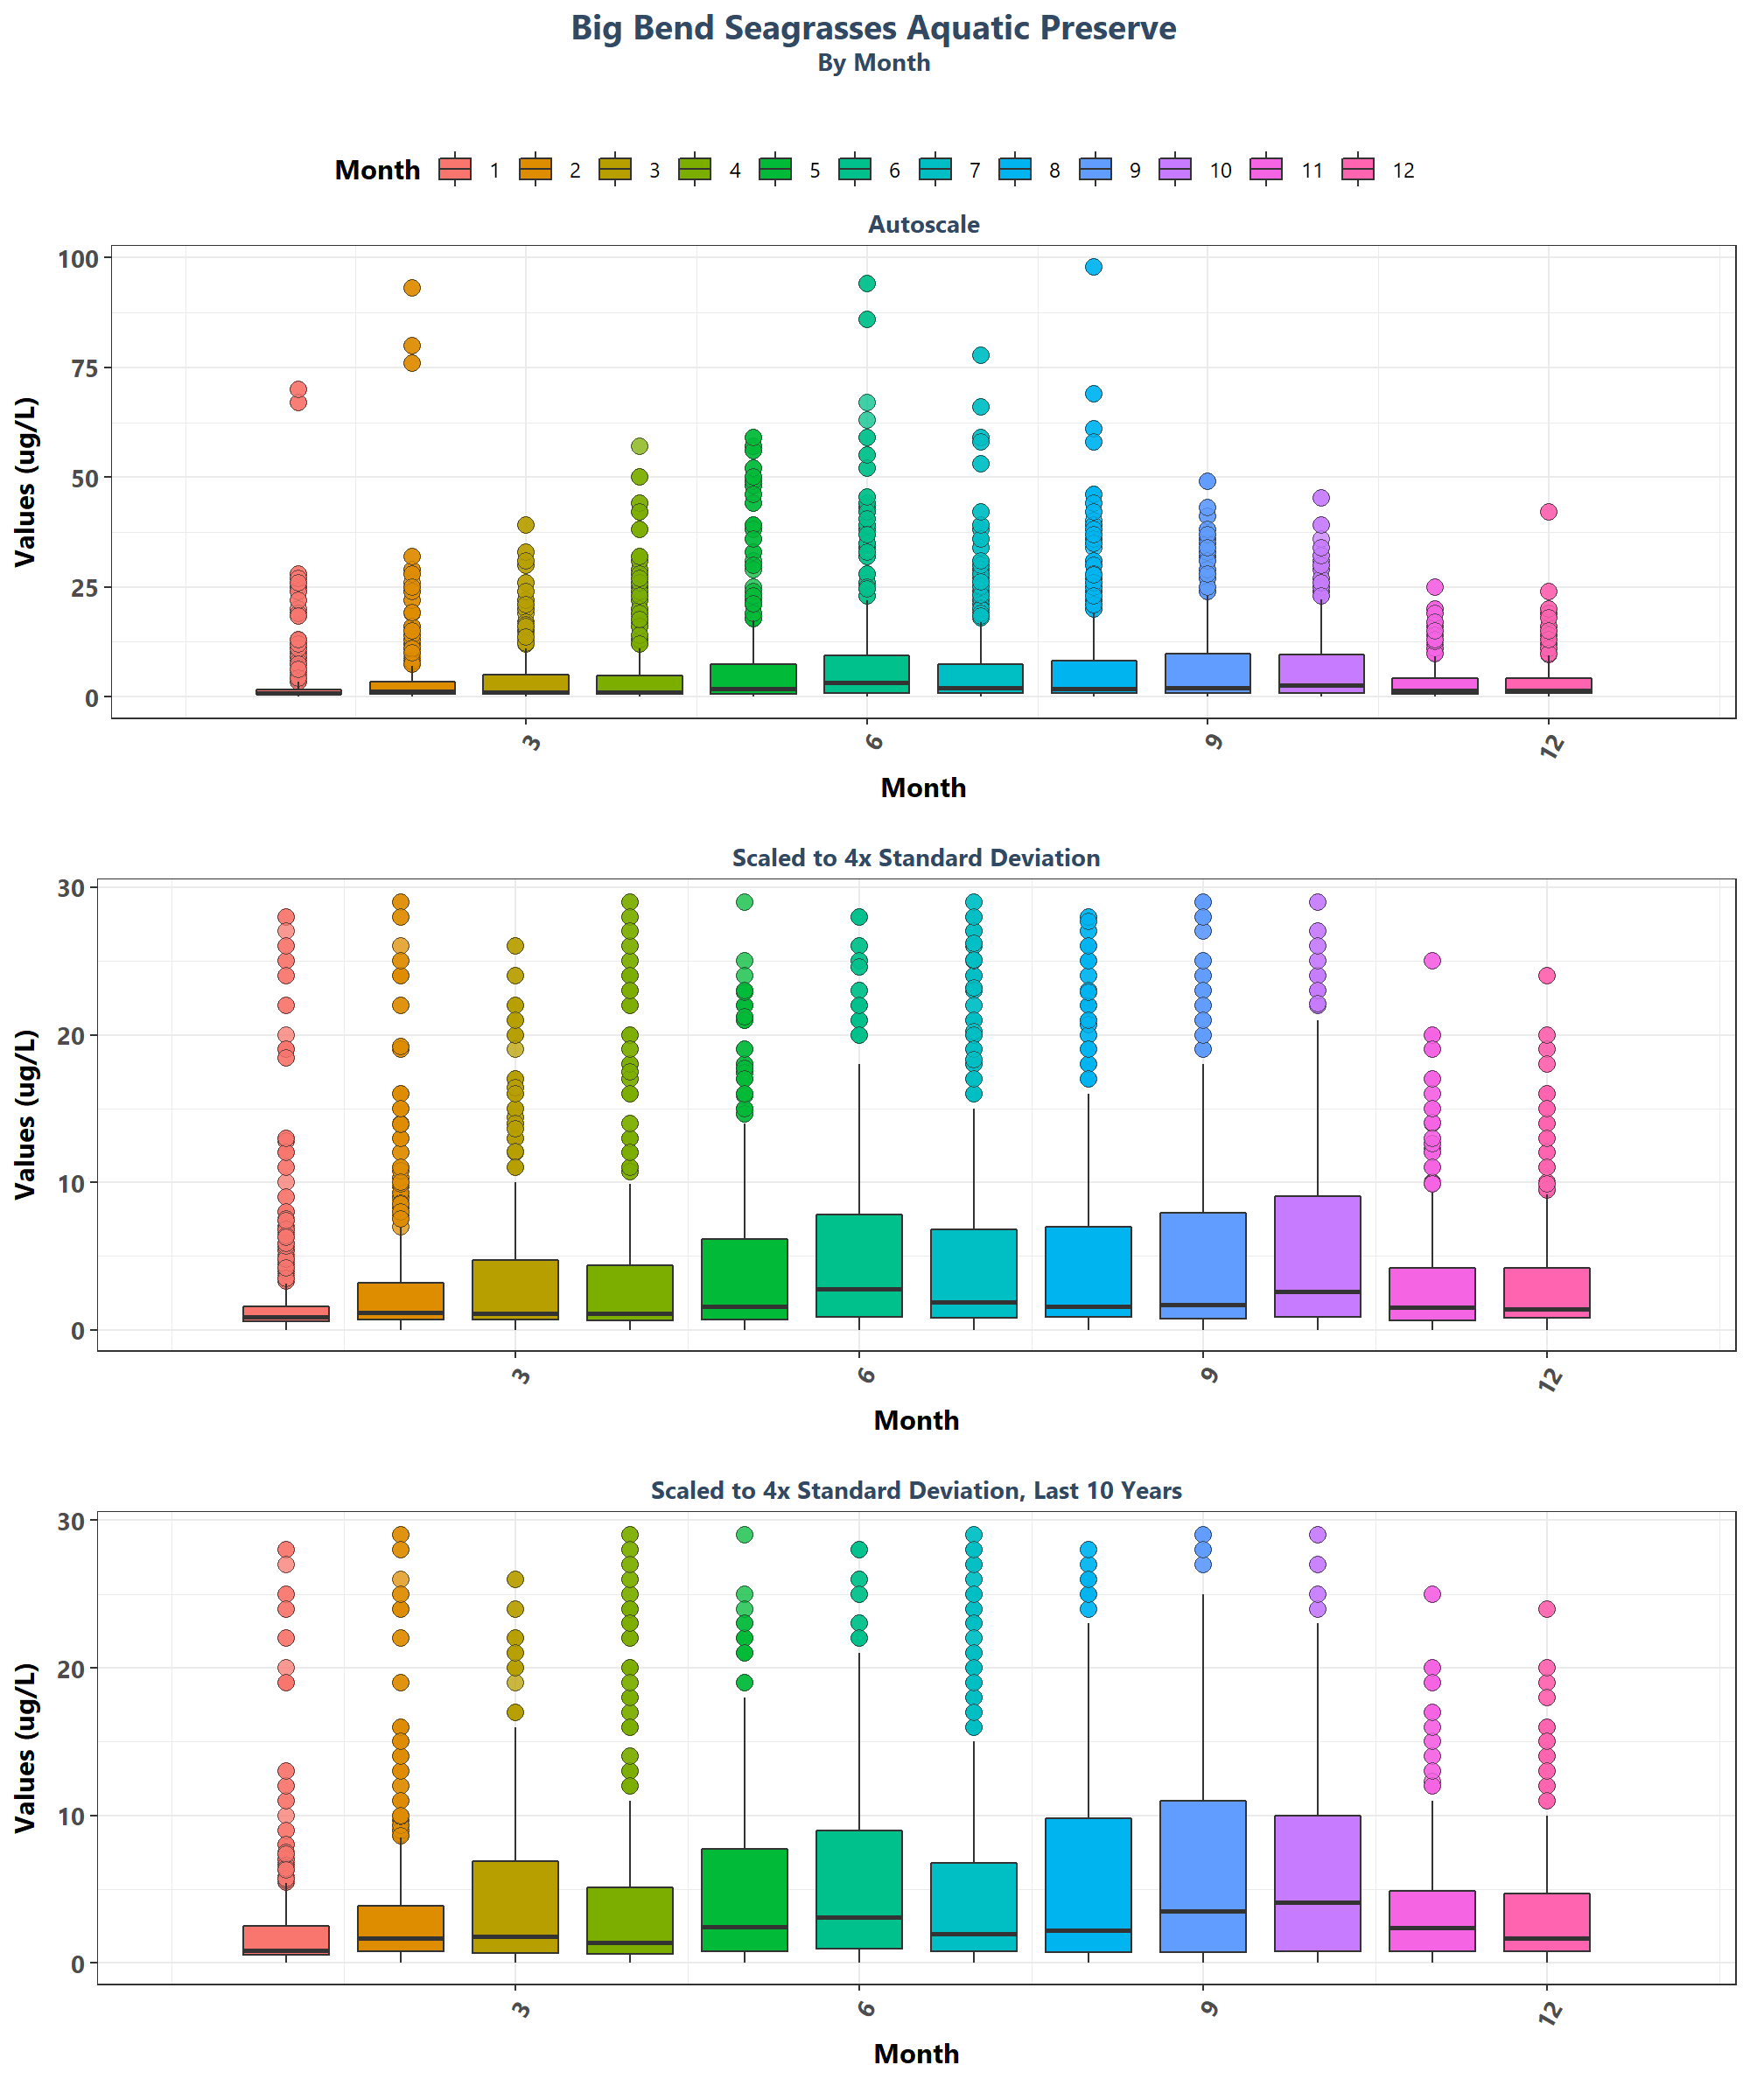 Big Bend Seagrasses Aquatic Preserve
By Month
Month 1 2 3 4 5 6 7 8 9 10 11 12
Autoscale
Values (ug/L)
100
75
50
25
0
3 6 9 12
Month
Scaled to 4x Standard Deviation
Values (ug/L)
30
20
10
0
3 6 9 12
Month
Scaled to 4x Standard Deviation, Last 10 Years
Values (ug/L)
30
20
10
0
3 6 9 12
Month